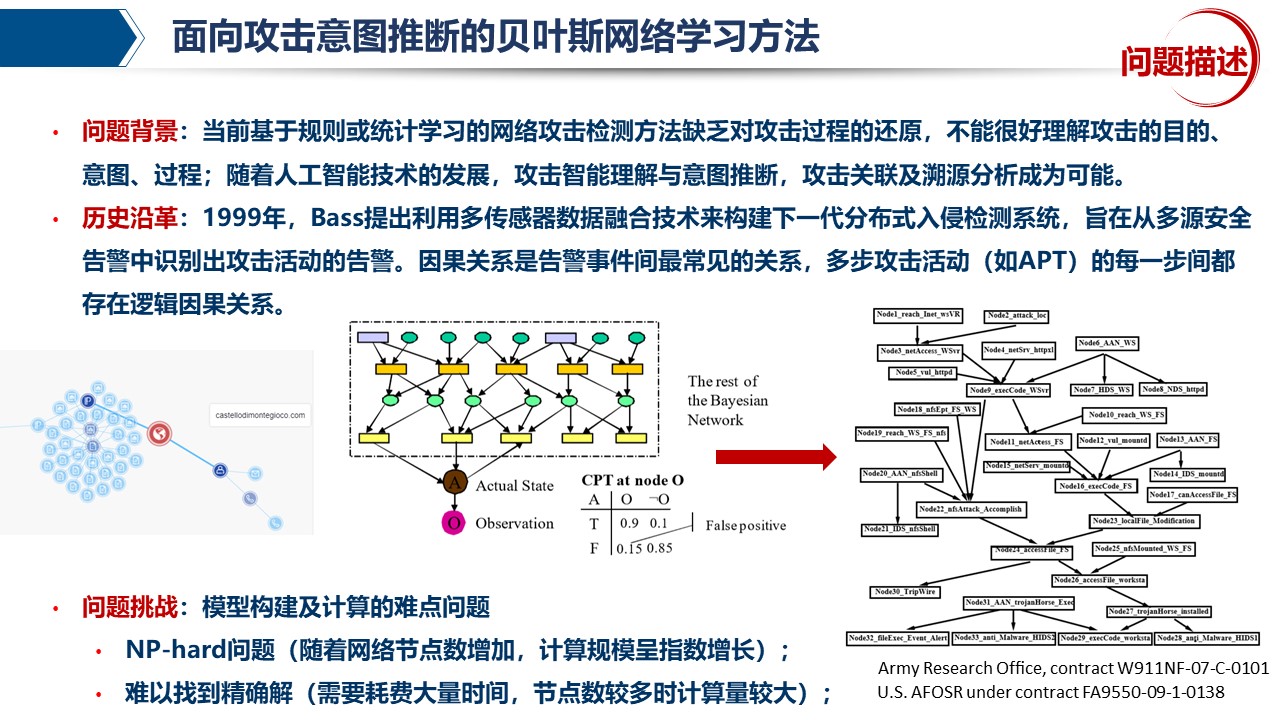 面向攻击意图推断的贝叶斯网络学习方法
问题描述
• 问题背景：当前基于规则或统计学习的网络攻击检测方法缺乏对攻击过程的还原，不能很好理解攻击的目的、
意图、过程；随着人工智能技术的发展，攻击智能理解与意图推断，攻击关联及溯源分析成为可能。
• 历史沿革：1999年，Bass提出利用多传感器数据融合技术来构建下一代分布式入侵检测系统，旨在从多源安全
告警中识别出攻击活动的告警。因果关系是告警事件间最常见的关系，多步攻击活动（如APT）的每一步间都
存在逻辑因果关系。
castellodimontegioco.com
The rest of
the Bayesian
Network
A
Actual State
O
Observation
CPT at node O
A O ¬O
T 0.9 0.1
F 0.15 0.85
False positive
Node1_reach_Inet_wsVR
Node2_attack_loc
Node3_netAccess_WSvr
Node4_netSrv_httpxl
Node6_AAN_WS
Node5_vul_httpd
Node9_execCode_WSvr
Node7_HDS_WS
Node8_NDS_httpd
Node18_nfsEpt_FS_WS
Node10_reach_WS_FS
Node19_reach_WS_FS_nfs
Node11_netActess_FS
Node12_vul_mountd
Node13_AAN_FS
Node15_netServ_mountd
Node20_AAN_nfsShell
Node14_IDS_mountd
Node16_execCode_FS
Node17_canAccessFile_FS
Node22_nfsAttack_Accomplish
Node23_localFile_Modification
Node21_IDS_nfsShell
Node24_accessFile_FS
Node25_nfsMounted_WS_FS
Node26_accessFile_worksta
Node30_TripWire
Node31_AAN_trojanHorse_Exec
Node27_trojanHorse_installed
Node32_fileExec_Event_Alert
Node33_anti_Malware_HIDS2
Node29_execCode_worksta
Node28_anti_Malware_HIDS1
• 问题挑战：模型构建及计算的难点问题
• NP-hard问题（随着网络节点数增加，计算规模呈指数增长）；
• 难以找到精确解（需要耗费大量时间，节点数较多时计算量较大）；
Army Research Office, contract W911NF-07-C-0101
U.S. AFOSR under contract FA9550-09-1-0138